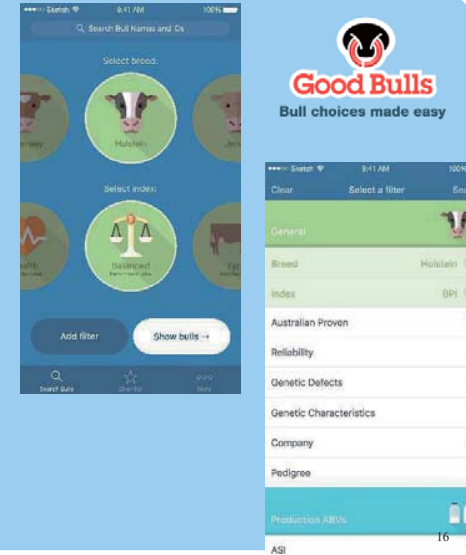 Sketch 9:41 AM 100%
Search Bull Names and IDs
Select breed:
Holstein
Select index:
Balanced
Add filter
Show bulls →
Search Bulls
More
Good Bulls
Bull choices made easy
Sketch 9:41 AM 100%
Clear Select a filter
General
Breed Holstein
Index BPI
Australian Proven
Reliability
Genetic Defects
Genetic Characteristics
Company
Pedigree
Production ABVs
ASI
16